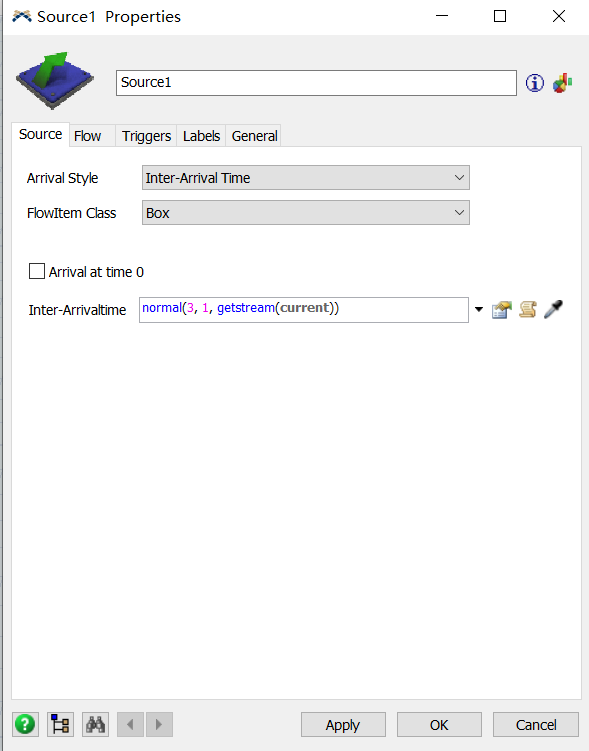 Source1 Properties
Source1
Source Flow Triggers Labels General
Arrival Style Inter-Arrival Time
FlowItem Class Box
Arrival at time 0
Inter-Arrivaltime normal(3, 1, getstream(current))
Apply OK Cancel